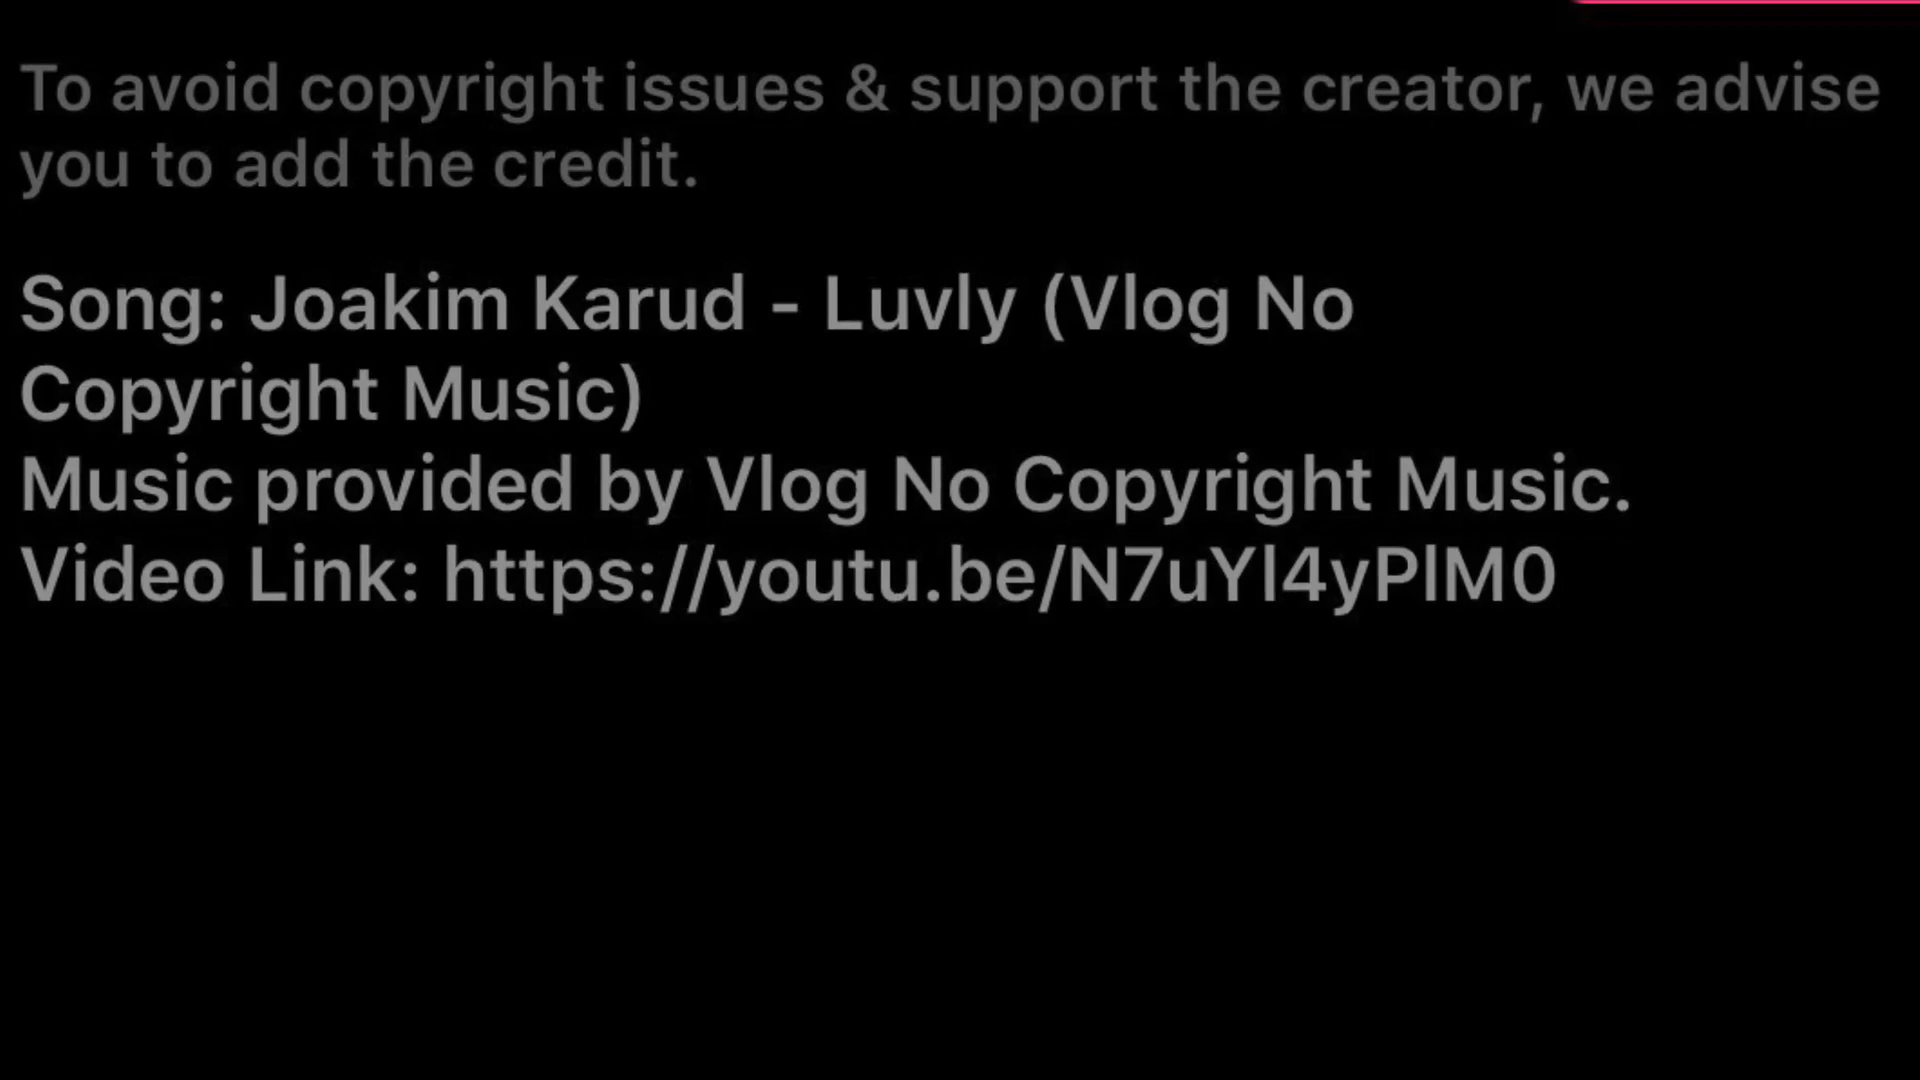 To avoid copyright issues & support the creator, we advise
you to add the credit.
Song: Joakim Karud - Luvly (Vlog No
Copyright Music)
Music provided by Vlog No Copyright Music.
Video Link: https://youtu.be/N7uYl4yPlM0